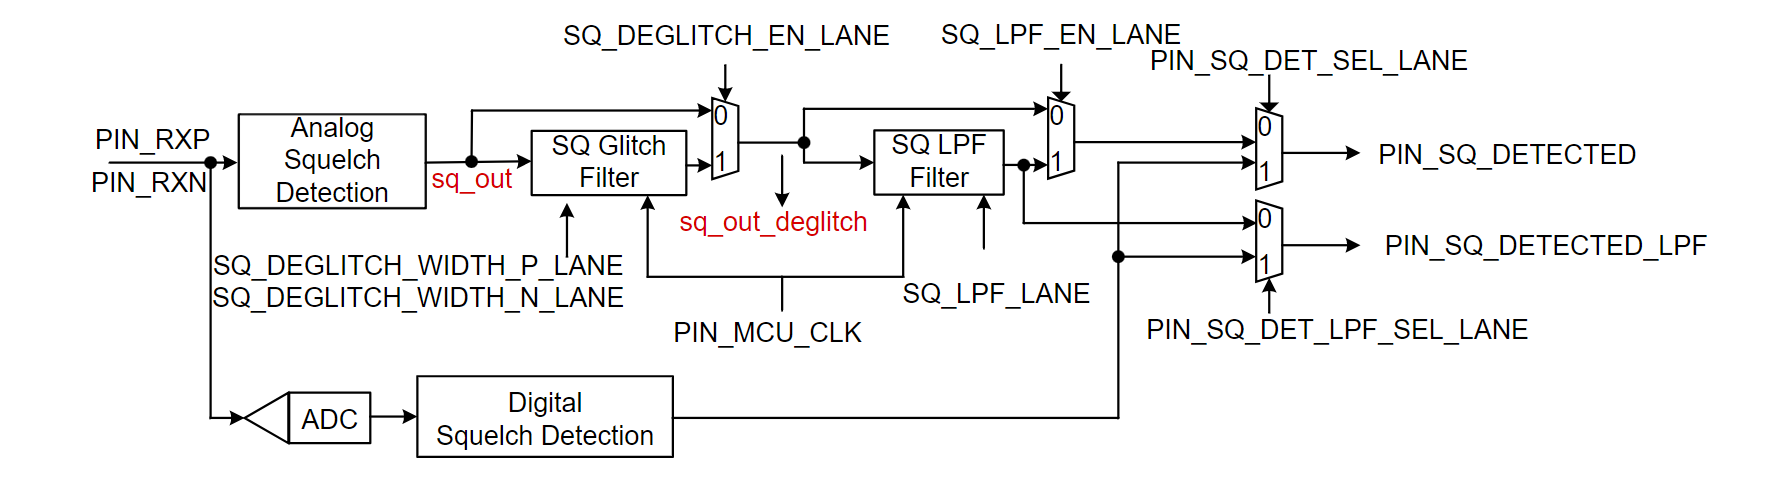 SQ_DEGLITCH_EN_LANE
SQ_LPF_EN_LANE
PIN_SQ_DET_SEL_LANE
PIN_RXP
PIN_RXN
Analog
Squelch
Detection
sq_out
SQ Glitch
Filter
0
1
sq_out_deglitch
SQ LPF
Filter
0
1
0
1
PIN_SQ_DETECTED
0
1
PIN_SQ_DETECTED_LPF
SQ_DEGLITCH_WIDTH_P_LANE
SQ_DEGLITCH_WIDTH_N_LANE
PIN_MCU_CLK
SQ_LPF_LANE
PIN_SQ_DET_LPF_SEL_LANE
ADC
Digital
Squelch Detection